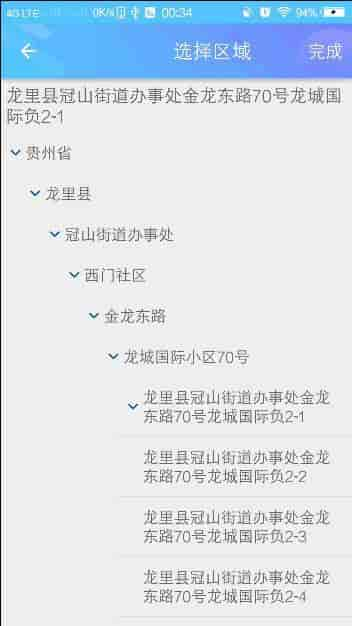 4G LTE 0K/s 00:34 94%
选择区域 完成
龙里县冠山街道办事处金龙东路70号龙城国
际负2-1
贵州省
龙里县
冠山街道办事处
西门社区
金龙东路
龙城国际小区70号
龙里县冠山街道办事处金龙
东路70号龙城国际负2-1
龙里县冠山街道办事处金龙
东路70号龙城国际负2-2
龙里县冠山街道办事处金龙
东路70号龙城国际负2-3
龙里县冠山街道办事处金龙
东路70号龙城国际负2-4